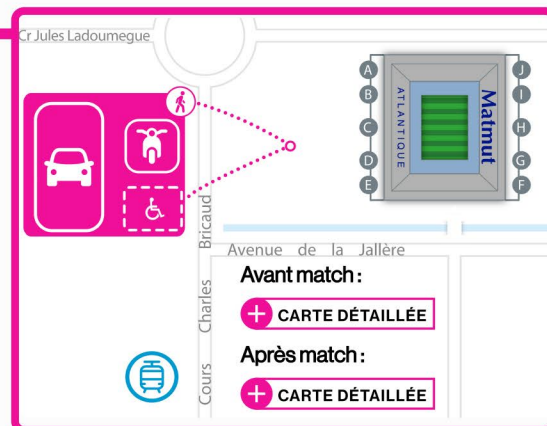 Cr Jules Ladoumegue
A
B
C
D
E
ATLANTIQUE
Matmut
J
I
H
G
F
Cours Charles Bricaud
Avenue de la Jallère
Avant match :
+ CARTE DÉTAILLÉE
Après match :
+ CARTE DÉTAILLÉE